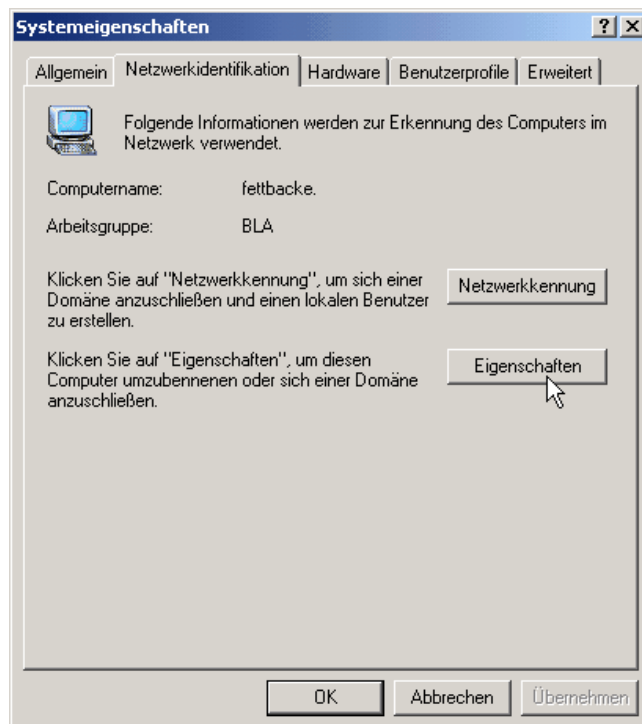 Systemeigenschaften
Allgemein Netzwerkidentifikation Hardware Benutzerprofile Erweitert
Folgende Informationen werden zur Erkennung des Computers im
Netzwerk verwendet.
Computername: fettbacke.
Arbeitsgruppe: BLA
Klicken Sie auf "Netzwerkkennung", um sich einer
Domäne anzuschließen und einen lokalen Benutzer
zu erstellen.
Netzwerkkennung
Klicken Sie auf "Eigenschaften", um diesen
Computer umzubennenen oder sich einer Domäne
anzuschließen.
Eigenschaften
OK Abbrechen Übernehmen